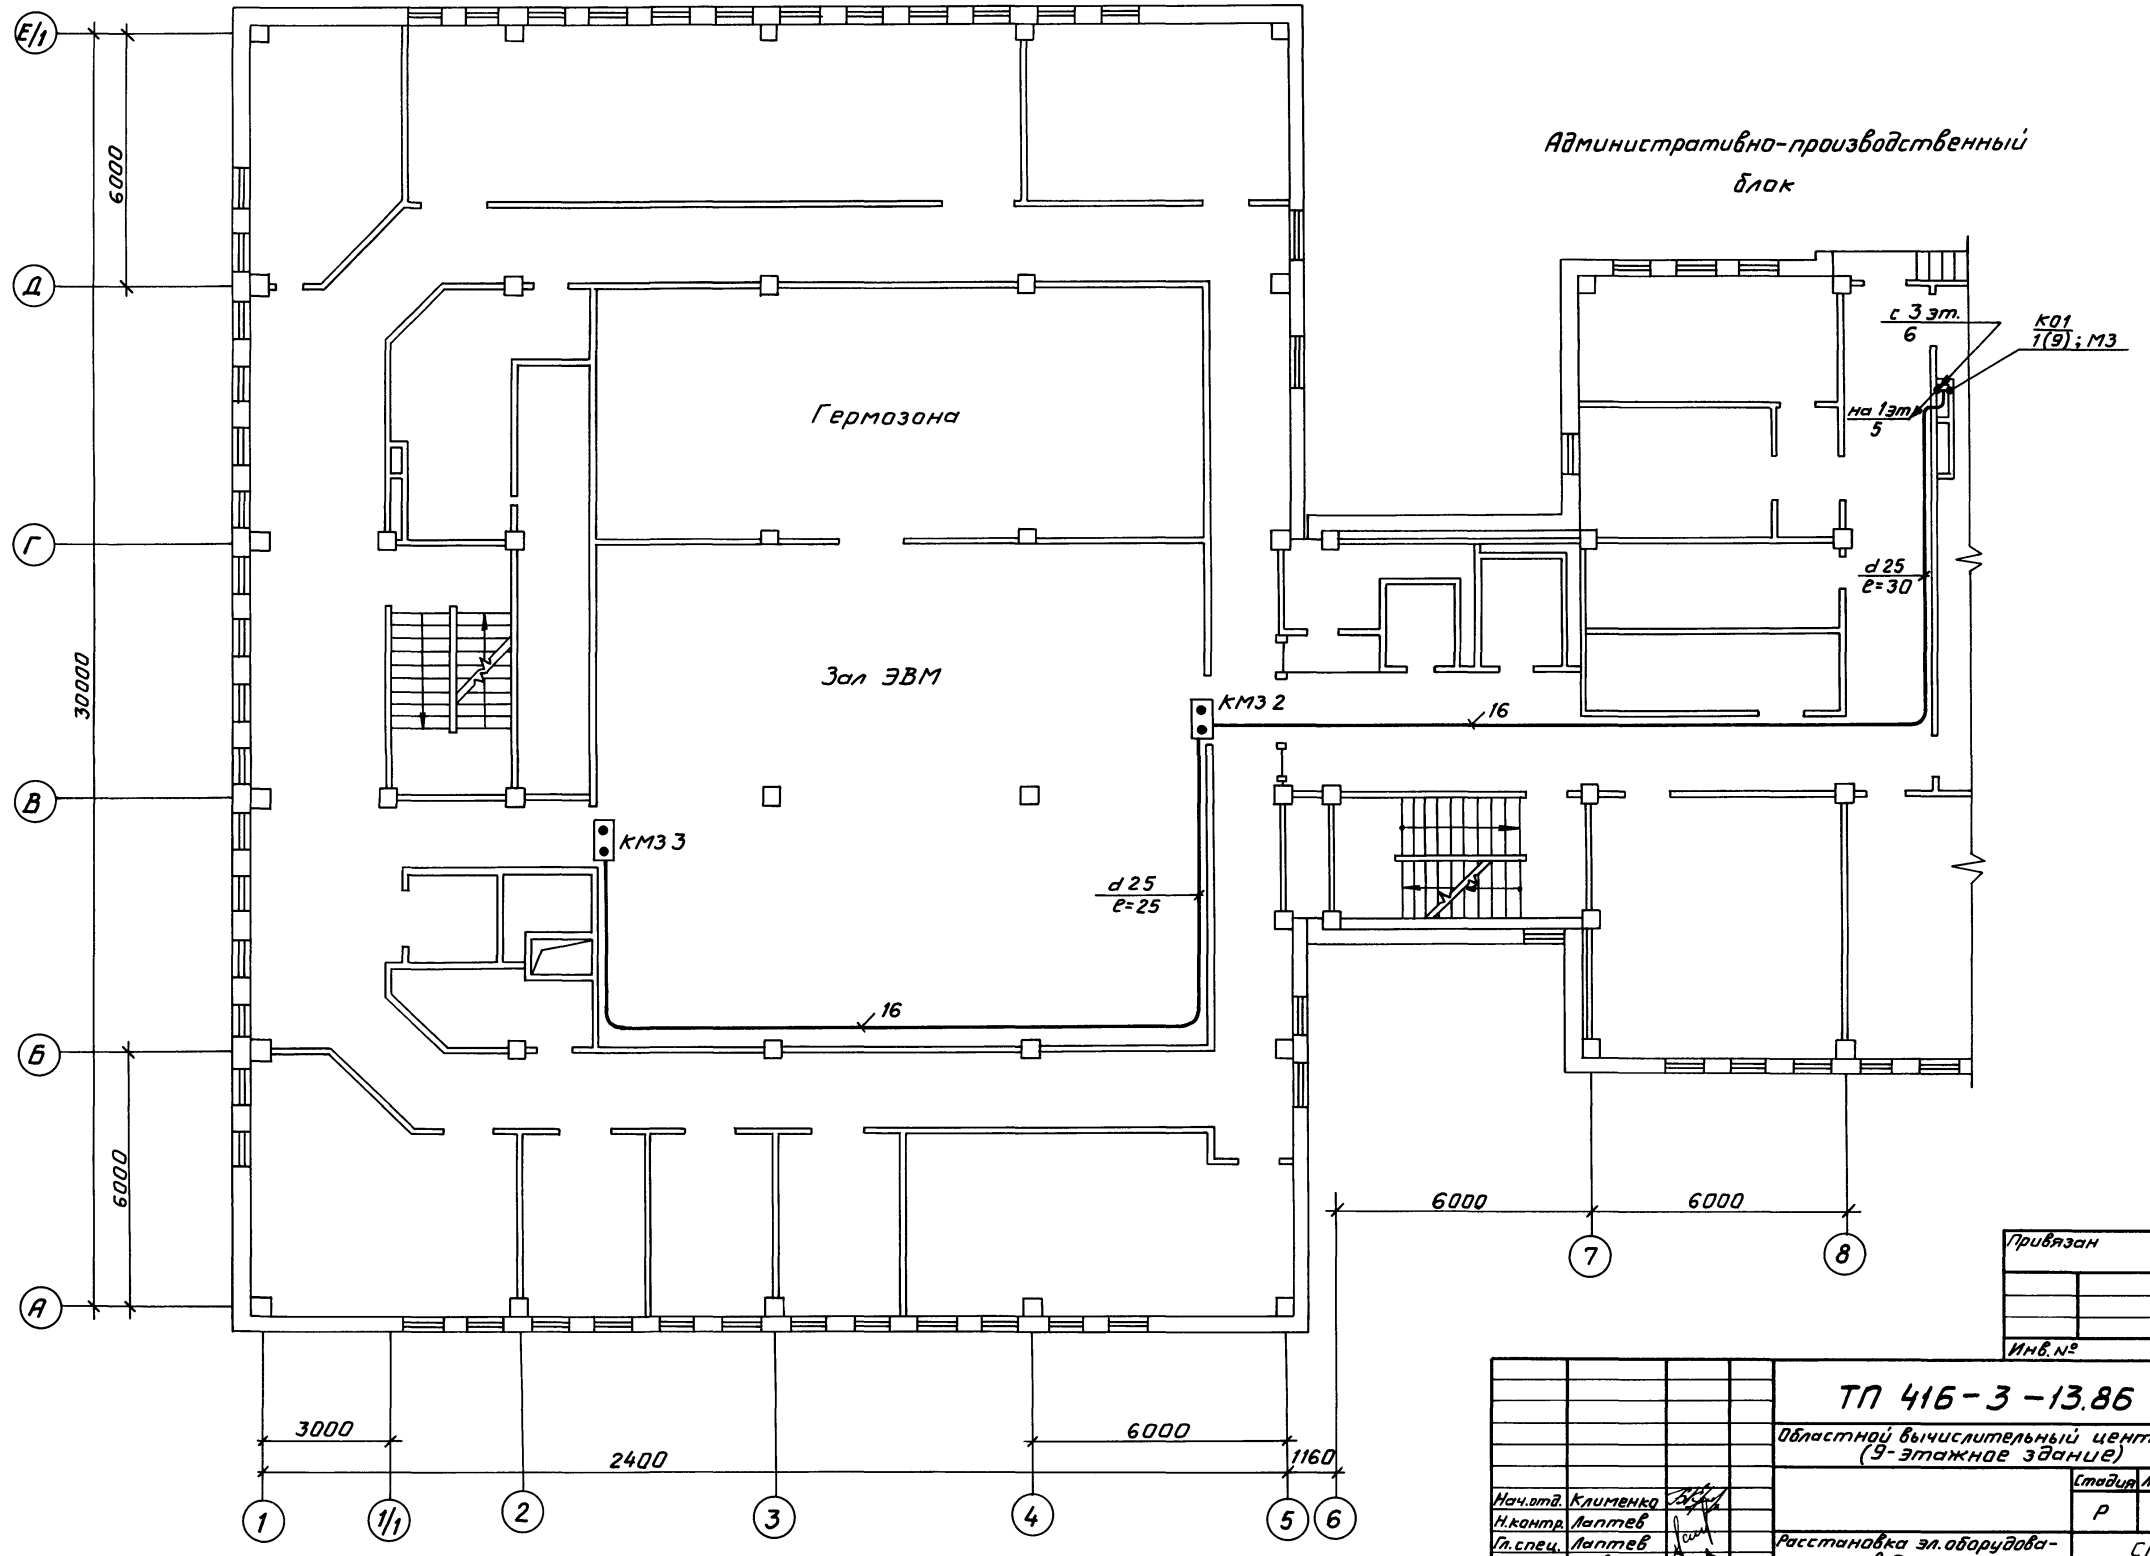 Е/1
6000
Административно-производственный
блок
Д
с 3 эт.
6
К01
1(9); М3
Гермозона
на 1эт
5
Г
d 25
ℓ=30
30000
Зал ЭВМ
КМЗ 2
16
В
КМЗ 3
d 25
ℓ=25
16
Б
6000
6000
6000
7
8
Привязан
А
Инв. №
ТП 416-3-13.86
3000
6000
Областной вычислительный цент
(9-этажное здание)
2400
1160
Стадия
Р
1
1/1
2
3
4
5
6
Нач.отд. Клименко
Н.контр. Лаптев
Гл.спец. Лаптев
Расстановка эл.оборудова-